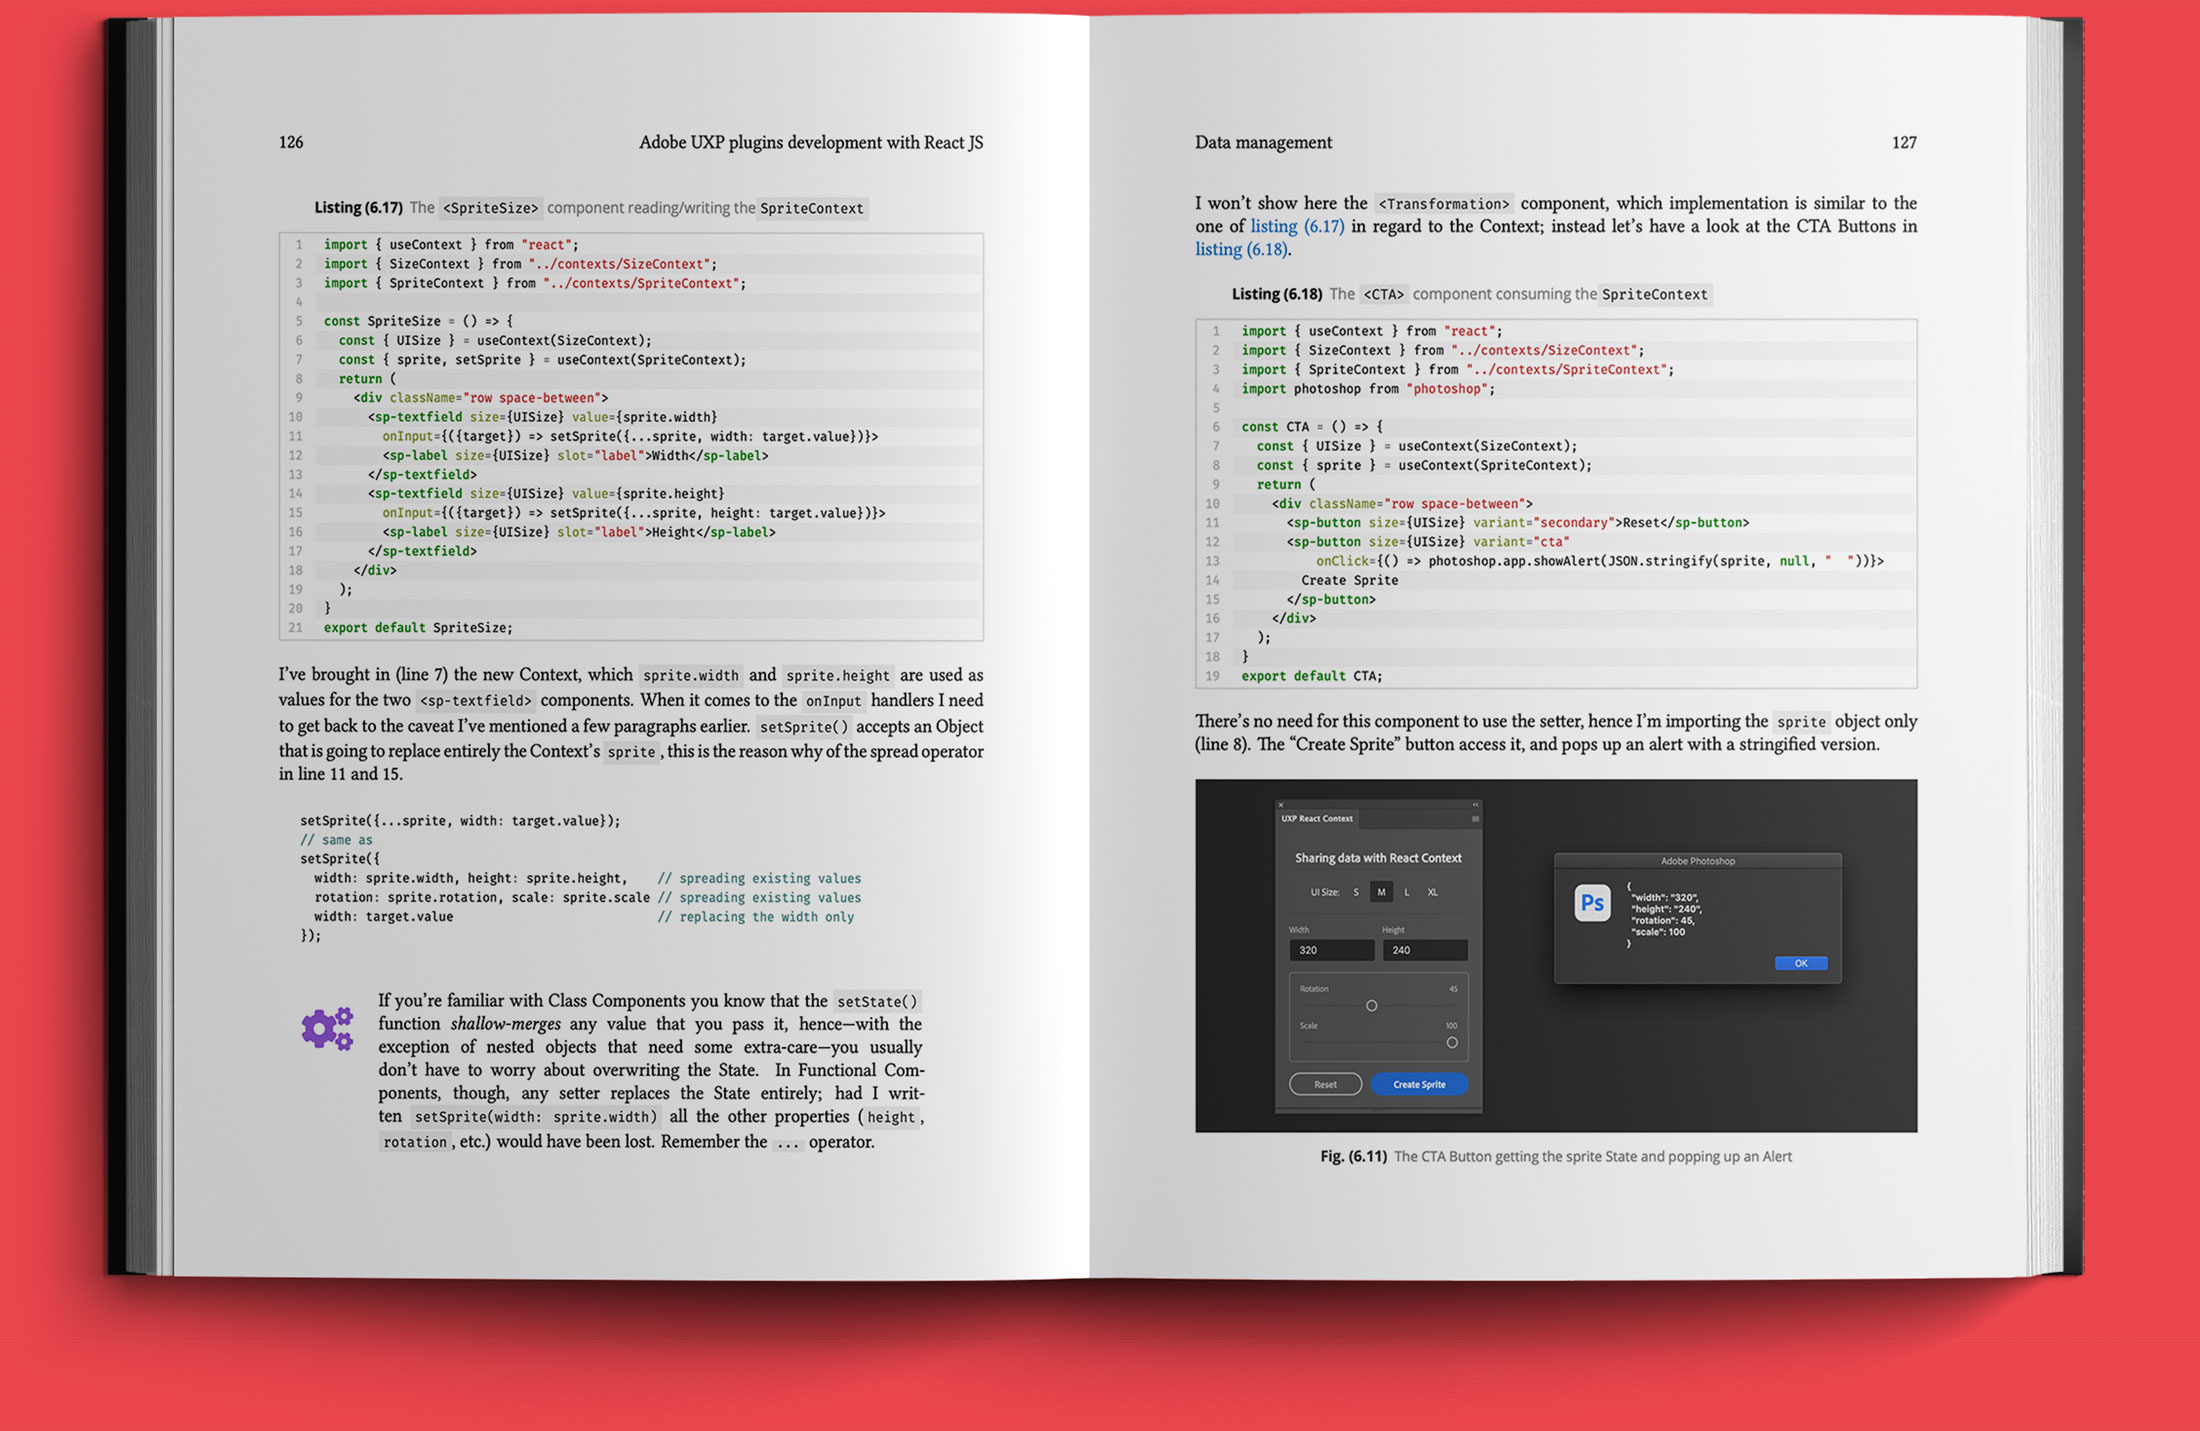 126
Adobe UXP plugins development with React JS
Listing (6.17) The <SpriteSize> component reading/writing the SpriteContext
1 import { useContext } from "react";
2 import { SizeContext } from "../contexts/SizeContext";
3 import { SpriteContext } from "../contexts/SpriteContext";
4
5 const SpriteSize = () => {
6   const { UISize } = useContext(SizeContext);
7   const { sprite, setSprite } = useContext(SpriteContext);
8   return (
9     <div className="row space-between">
10       <sp-textfield size={UISize} value={sprite.width}
11         onInput={({target}) => setSprite({...sprite, width: target.value})}>
12         <sp-label size={UISize} slot="label">Width</sp-label>
13       </sp-textfield>
14       <sp-textfield size={UISize} value={sprite.height}
15         onInput={({target}) => setSprite({...sprite, height: target.value})}>
16         <sp-label size={UISize} slot="label">Height</sp-label>
17       </sp-textfield>
18     </div>
19   );
20 }
21 export default SpriteSize;
I've brought in (line 7) the new Context, which sprite.width and sprite.height are used as
values for the two <sp-textfield> components. When it comes to the onInput handlers I need
to get back to the caveat I've mentioned a few paragraphs earlier. setSprite() accepts an Object
that is going to replace entirely the Context's sprite, this is the reason why of the spread operator
in line 11 and 15.
setSprite({...sprite, width: target.value});
// same as
setSprite({
  width: sprite.width, height: sprite.height,    // spreading existing values
  rotation: sprite.rotation, scale: sprite.scale // spreading existing values
  width: target.value                            // replacing the width only
});
If you're familiar with Class Components you know that the setState()
function shallow-merges any value that you pass it, hence—with the
exception of nested objects that need some extra-care—you usually
don't have to worry about overwriting the State. In Functional Com-
ponents, though, any setter replaces the State entirely; had I writ-
ten setSprite(width: sprite.width) all the other properties (height,
rotation, etc.) would have been lost. Remember the ... operator.
Data management
127
I won't show here the <Transformation> component, which implementation is similar to the
one of listing (6.17) in regard to the Context; instead let's have a look at the CTA Buttons in
listing (6.18).
Listing (6.18) The <CTA> component consuming the SpriteContext
1 import { useContext } from "react";
2 import { SizeContext } from "../contexts/SizeContext";
3 import { SpriteContext } from "../contexts/SpriteContext";
4 import photoshop from "photoshop";
5
6 const CTA = () => {
7   const { UISize } = useContext(SizeContext);
8   const { sprite } = useContext(SpriteContext);
9   return (
10     <div className="row space-between">
11       <sp-button size={UISize} variant="secondary">Reset</sp-button>
12       <sp-button size={UISize} variant="cta"
13           onClick={() => photoshop.app.showAlert(JSON.stringify(sprite, null, "  "))}>
14         Create Sprite
15       </sp-button>
16     </div>
17   );
18 }
19 export default CTA;
There's no need for this component to use the setter, hence I'm importing the sprite object only
(line 8). The “Create Sprite” button access it, and pops up an alert with a stringified version.
UXP React Context
Sharing data with React Context
UI Size: S M L XL
Width Height
320 240
Rotation 45
Scale 100
Reset Create Sprite
Adobe Photoshop
Ps
{
"width": "320",
"height": "240",
"rotation": 45,
"scale": 100
}
OK
Fig. (6.11) The CTA Button getting the sprite State and popping up an Alert